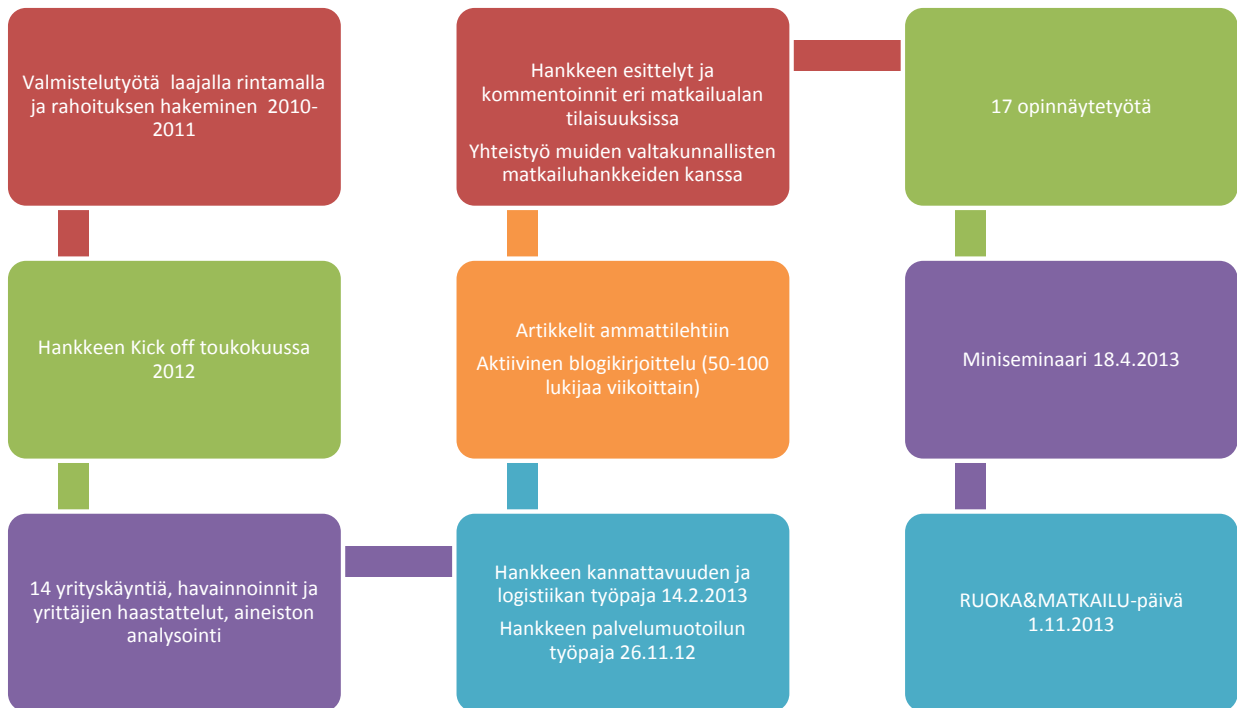 Valmistelutyötä laajalla rintamalla
ja rahoituksen hakeminen 2010-
2011
Hankkeen Kick off toukokuussa
2012
14 yrityskäyntiä, havainnoinnit ja
yrittäjien haastattelut, aineiston
analysointi
Hankkeen kannattavuuden ja
logistiikan työpaja 14.2.2013
Hankkeen palvelumuotoilun
työpaja 26.11.12
Artikkelit ammattilehtiin
Aktiivinen blogikirjoittelu (50-100
lukijaa viikoittain)
Hankkeen esittelyt ja
kommentoinnit eri matkailualan
tilaisuuksissa
Yhteistyö muiden valtakunnallisten
matkailuhankkeiden kanssa
17 opinnäytetyötä
Miniseminaari 18.4.2013
RUOKA&MATKAILU-päivä
1.11.2013